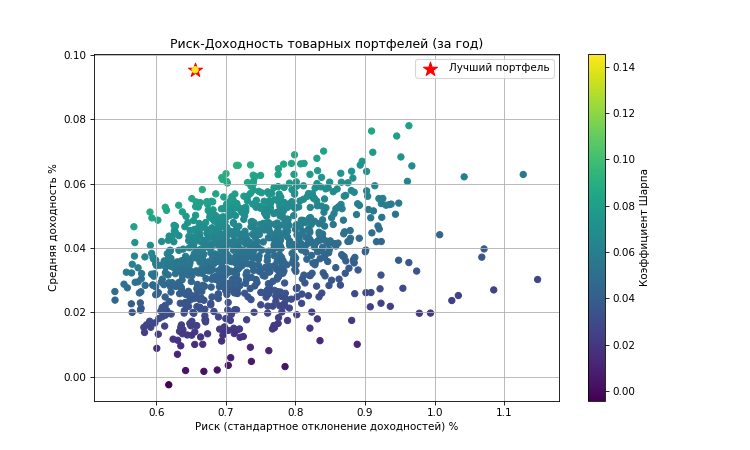 Риск-Доходность товарных портфелей (за год)
Лучший портфель
Средняя доходность %
0.10
0.08
0.06
0.04
0.02
0.00
0.6 0.7 0.8 0.9 1.0 1.1
Риск (стандартное отклонение доходностей) %
0.14
0.12
0.10
0.08
0.06
0.04
0.02
0.00
Коэффициент Шарпа